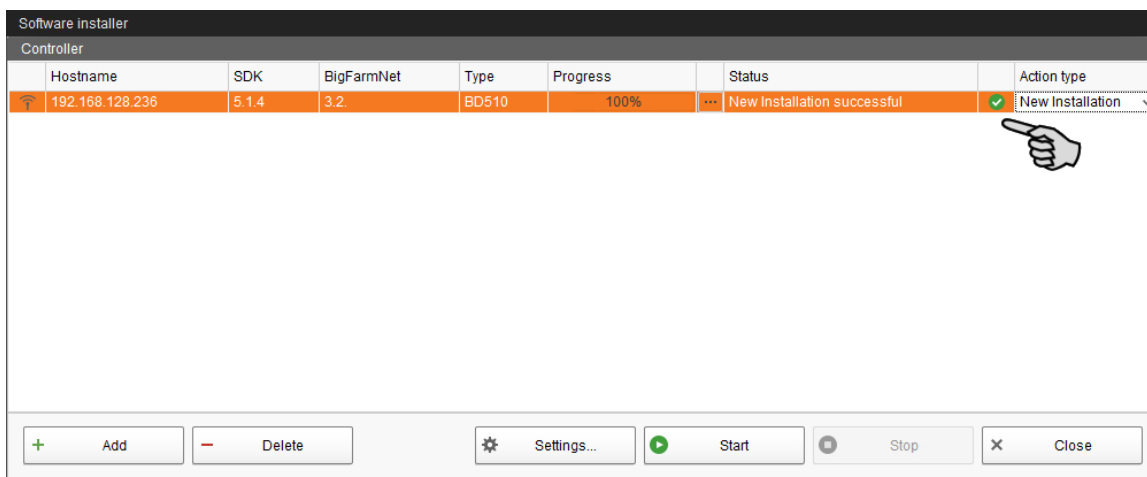 Software installer
Controller
Hostname SDK BigFarmNet Type Progress Status Action type
192.168.128.236 5.1.4 3.2. BD510 100% ... New Installation successful New Installation
+ Add − Delete Settings... Start Stop × Close